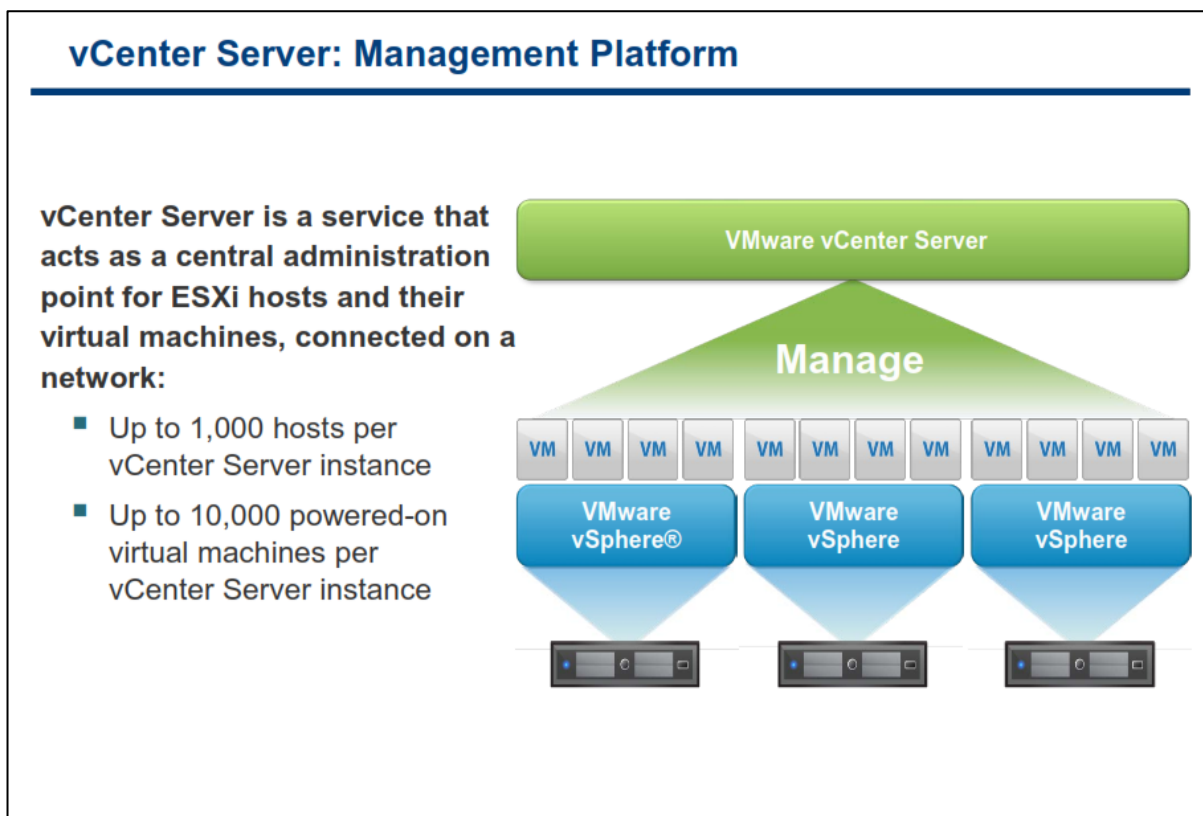 vCenter Server: Management Platform
vCenter Server is a service that
acts as a central administration
point for ESXi hosts and their
virtual machines, connected on a
network:
■ Up to 1,000 hosts per
vCenter Server instance
■ Up to 10,000 powered-on
virtual machines per
vCenter Server instance
VMware vCenter Server
Manage
VM VM VM VM VM VM VM VM VM VM VM VM
VMware
vSphere®
VMware
vSphere
VMware
vSphere